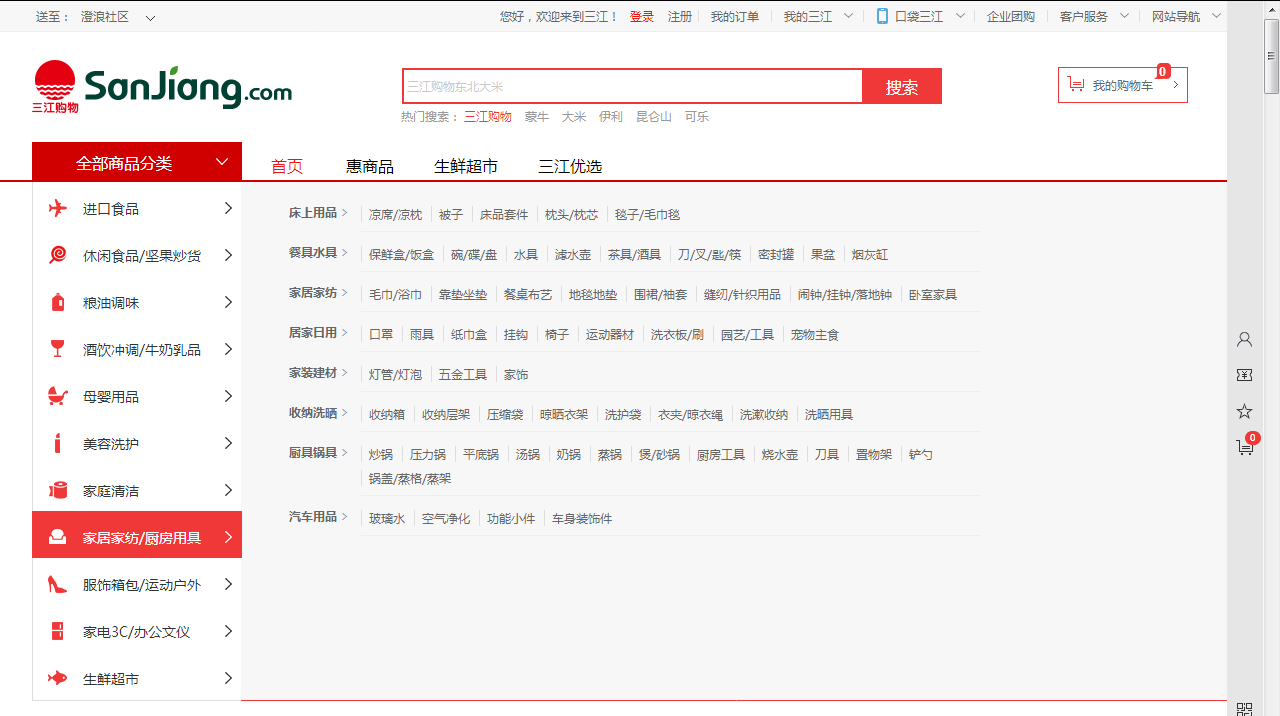 送至： 澄浪社区
您好，欢迎来到三江！ 登录 注册 我的订单 我的三江 口袋三江 企业团购 客户服务 网站导航
三江购物 SanJiang.com
三江购物东北大米 搜索
我的购物车 0
热门搜索： 三江购物 蒙牛 大米 伊利 昆仑山 可乐
全部商品分类 首页 惠商品 生鲜超市 三江优选
进口食品
休闲食品/坚果炒货
粮油调味
酒饮冲调/牛奶乳品
母婴用品
美容洗护
家庭清洁
家居家纺/厨房用具
服饰箱包/运动户外
家电3C/办公文仪
生鲜超市
床上用品 凉席/凉枕 被子 床品套件 枕头/枕芯 毯子/毛巾毯
餐具水具 保鲜盒/饭盒 碗/碟/盘 水具 滤水壶 茶具/酒具 刀/叉/匙/筷 密封罐 果盆 烟灰缸
家居家纺 毛巾/浴巾 靠垫坐垫 餐桌布艺 地毯地垫 围裙/袖套 缝纫/针织用品 闹钟/挂钟/落地钟 卧室家具
居家日用 口罩 雨具 纸巾盒 挂钩 椅子 运动器材 洗衣板/刷 园艺/工具 宠物主食
家装建材 灯管/灯泡 五金工具 家饰
收纳洗晒 收纳箱 收纳层架 压缩袋 晾晒衣架 洗护袋 衣夹/晾衣绳 洗漱收纳 洗晒用具
厨具锅具 炒锅 压力锅 平底锅 汤锅 奶锅 蒸锅 煲/砂锅 厨房工具 烧水壶 刀具 置物架 铲勺
锅盖/蒸格/蒸架
汽车用品 玻璃水 空气净化 功能小件 车身装饰件
0